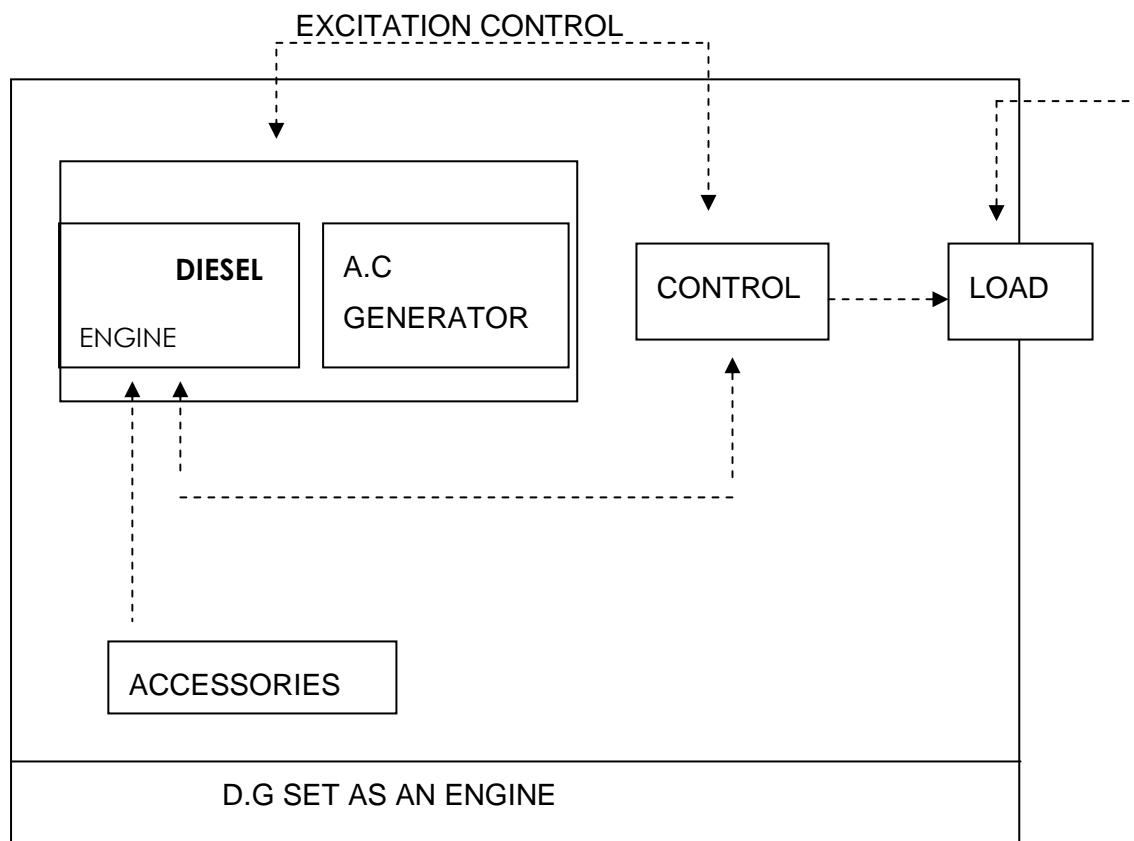 EXCITATION CONTROL
DIESEL
ENGINE
A.C
GENERATOR
CONTROL
LOAD
ACCESSORIES
D.G SET AS AN ENGINE